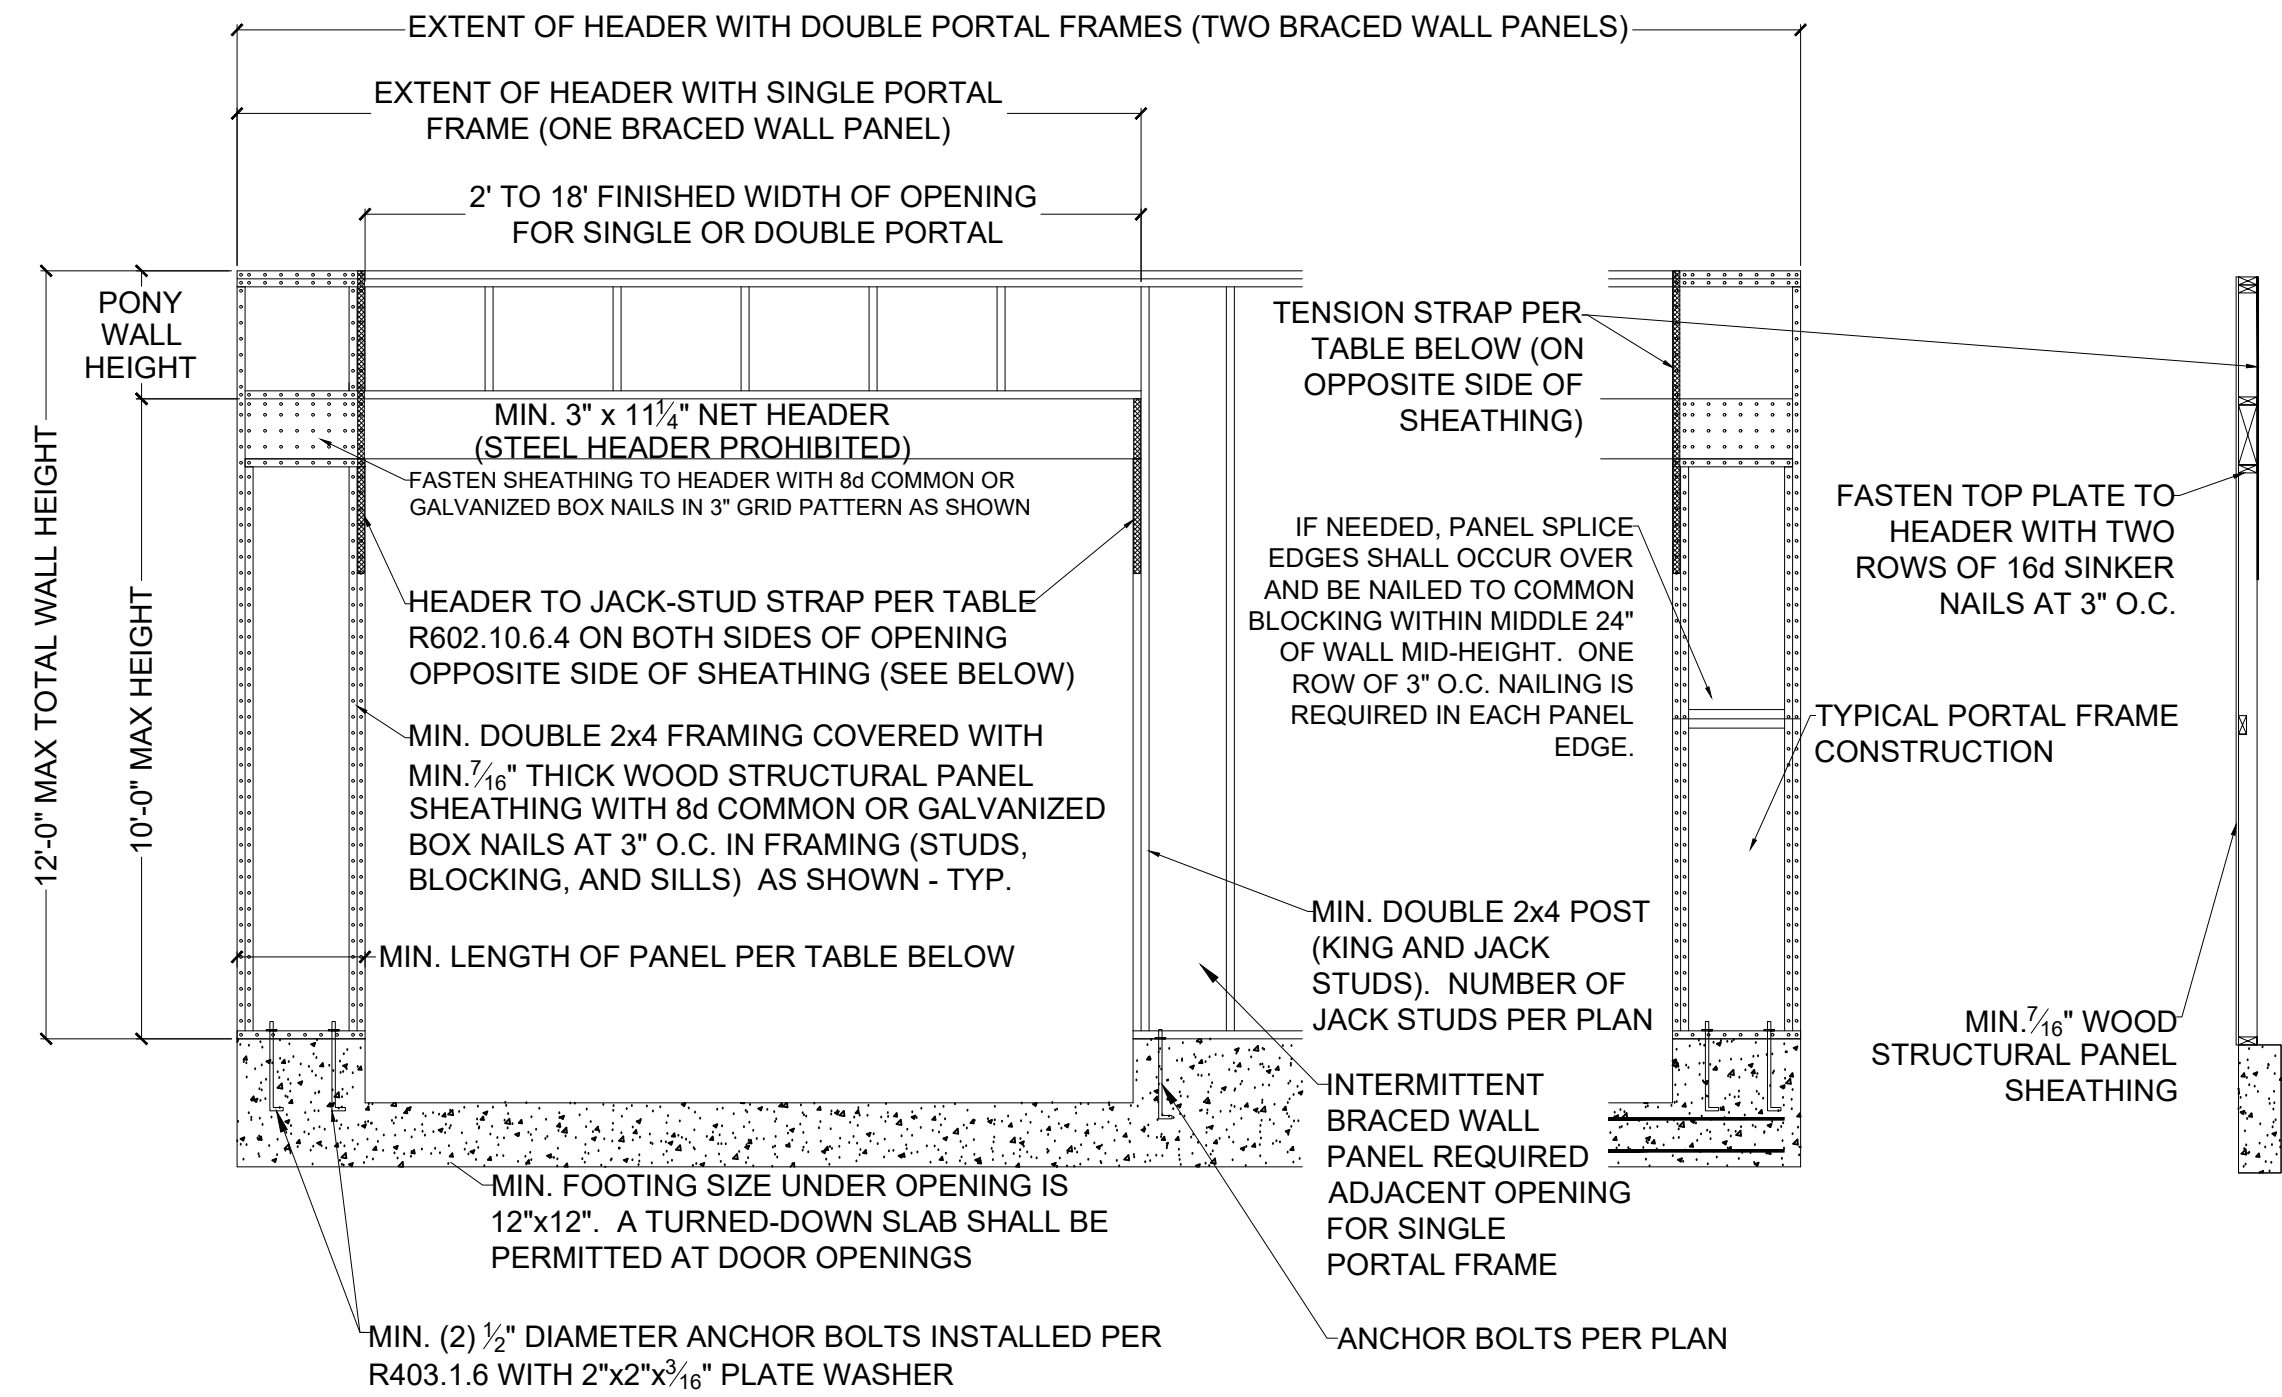 EXTENT OF HEADER WITH DOUBLE PORTAL FRAMES (TWO BRACED WALL PANELS)
EXTENT OF HEADER WITH SINGLE PORTAL
FRAME (ONE BRACED WALL PANEL)
2' TO 18' FINISHED WIDTH OF OPENING
FOR SINGLE OR DOUBLE PORTAL
PONY
WALL
HEIGHT
12'-0" MAX TOTAL WALL HEIGHT
10'-0" MAX HEIGHT
MIN. 3" x 11 1/4" NET HEADER
(STEEL HEADER PROHIBITED)
FASTEN SHEATHING TO HEADER WITH 8d COMMON OR
GALVANIZED BOX NAILS IN 3" GRID PATTERN AS SHOWN
HEADER TO JACK-STUD STRAP PER TABLE
R602.10.6.4 ON BOTH SIDES OF OPENING
OPPOSITE SIDE OF SHEATHING (SEE BELOW)
MIN. DOUBLE 2x4 FRAMING COVERED WITH
MIN. 7/16" THICK WOOD STRUCTURAL PANEL
SHEATHING WITH 8d COMMON OR GALVANIZED
BOX NAILS AT 3" O.C. IN FRAMING (STUDS,
BLOCKING, AND SILLS) AS SHOWN - TYP.
MIN. LENGTH OF PANEL PER TABLE BELOW
MIN. FOOTING SIZE UNDER OPENING IS
12"x12". A TURNED-DOWN SLAB SHALL BE
PERMITTED AT DOOR OPENINGS
MIN. (2) 1/2" DIAMETER ANCHOR BOLTS INSTALLED PER
R403.1.6 WITH 2"x2"x3/16" PLATE WASHER
TENSION STRAP PER
TABLE BELOW (ON
OPPOSITE SIDE OF
SHEATHING)
IF NEEDED, PANEL SPLICE
EDGES SHALL OCCUR OVER
AND BE NAILED TO COMMON
BLOCKING WITHIN MIDDLE 24"
OF WALL MID-HEIGHT. ONE
ROW OF 3" O.C. NAILING IS
REQUIRED IN EACH PANEL
EDGE.
MIN. DOUBLE 2x4 POST
(KING AND JACK
STUDS). NUMBER OF
JACK STUDS PER PLAN
INTERMITTENT
BRACED WALL
PANEL REQUIRED
ADJACENT OPENING
FOR SINGLE
PORTAL FRAME
ANCHOR BOLTS PER PLAN
FASTEN TOP PLATE TO
HEADER WITH TWO
ROWS OF 16d SINKER
NAILS AT 3" O.C.
TYPICAL PORTAL FRAME
CONSTRUCTION
MIN. 7/16" WOOD
STRUCTURAL PANEL
SHEATHING